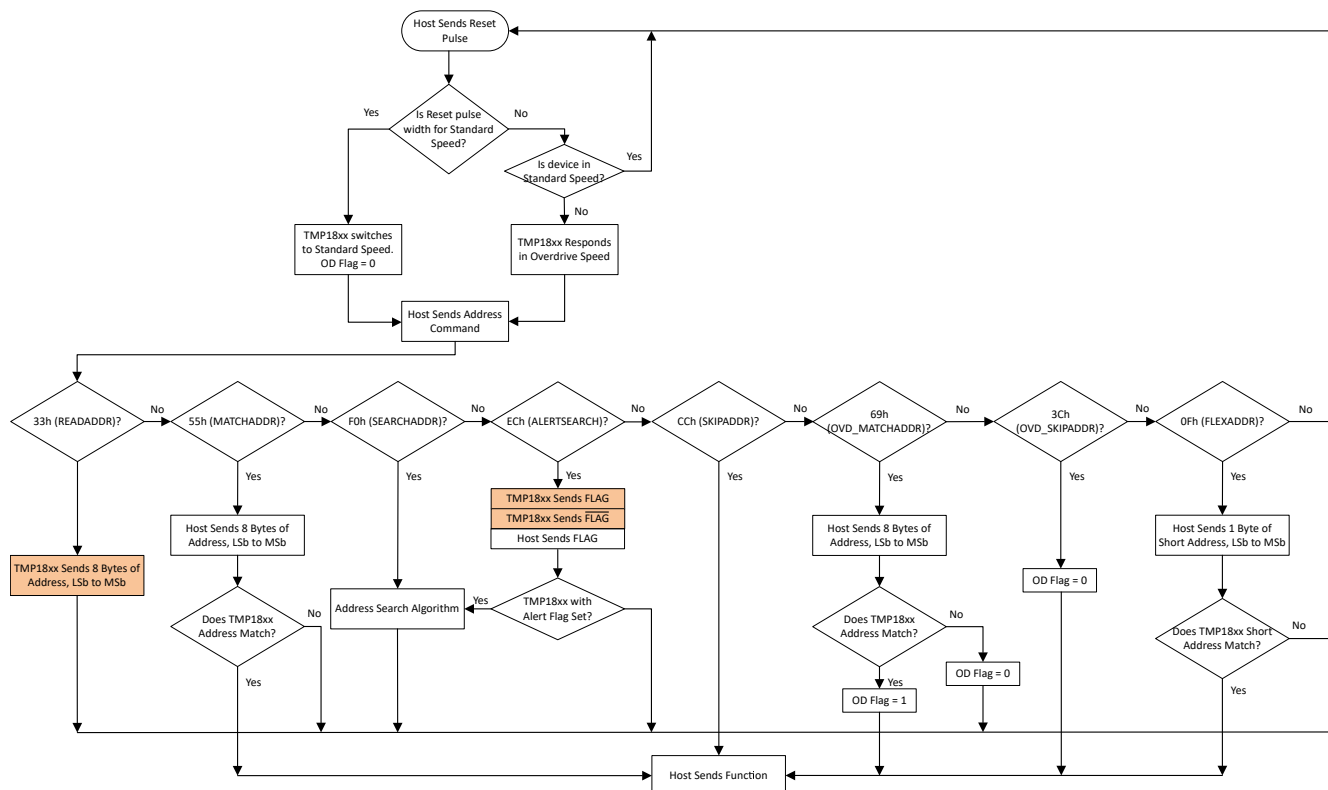 Host Sends Reset
Pulse
Is Reset pulse
width for Standard
Speed?
Yes
No
Is device in
Standard Speed?
Yes
No
TMP18xx switches
to Standard Speed.
OD Flag = 0
TMP18xx Responds
in Overdrive Speed
Host Sends Address
Command
33h (READADDR)?
No
55h (MATCHADDR)?
No
F0h (SEARCHADDR)?
No
ECh (ALERTSEARCH)?
No
CCh (SKIPADDR)?
No
69h
(OVD_MATCHADDR)?
No
3Ch
(OVD_SKIPADDR)?
No
0Fh (FLEXADDR)?
No
Yes
Yes
Yes
Yes
Yes
Yes
Yes
Yes
TMP18xx Sends 8 Bytes of
Address, LSb to MSb
Host Sends 8 Bytes of
Address, LSb to MSb
Does TMP18xx
Address Match?
No
Yes
Address Search Algorithm
TMP18xx Sends FLAG
TMP18xx Sends F̅L̅A̅G̅
Host Sends FLAG
TMP18xx with
Alert Flag Set?
Yes
Host Sends 8 Bytes of
Address, LSb to MSb
Does TMP18xx
Address Match?
No
Yes
OD Flag = 0
OD Flag = 1
OD Flag = 0
Host Sends 1 Byte of
Short Address, LSb to MSb
Does TMP18xx Short
Address Match?
No
Yes
Host Sends Function